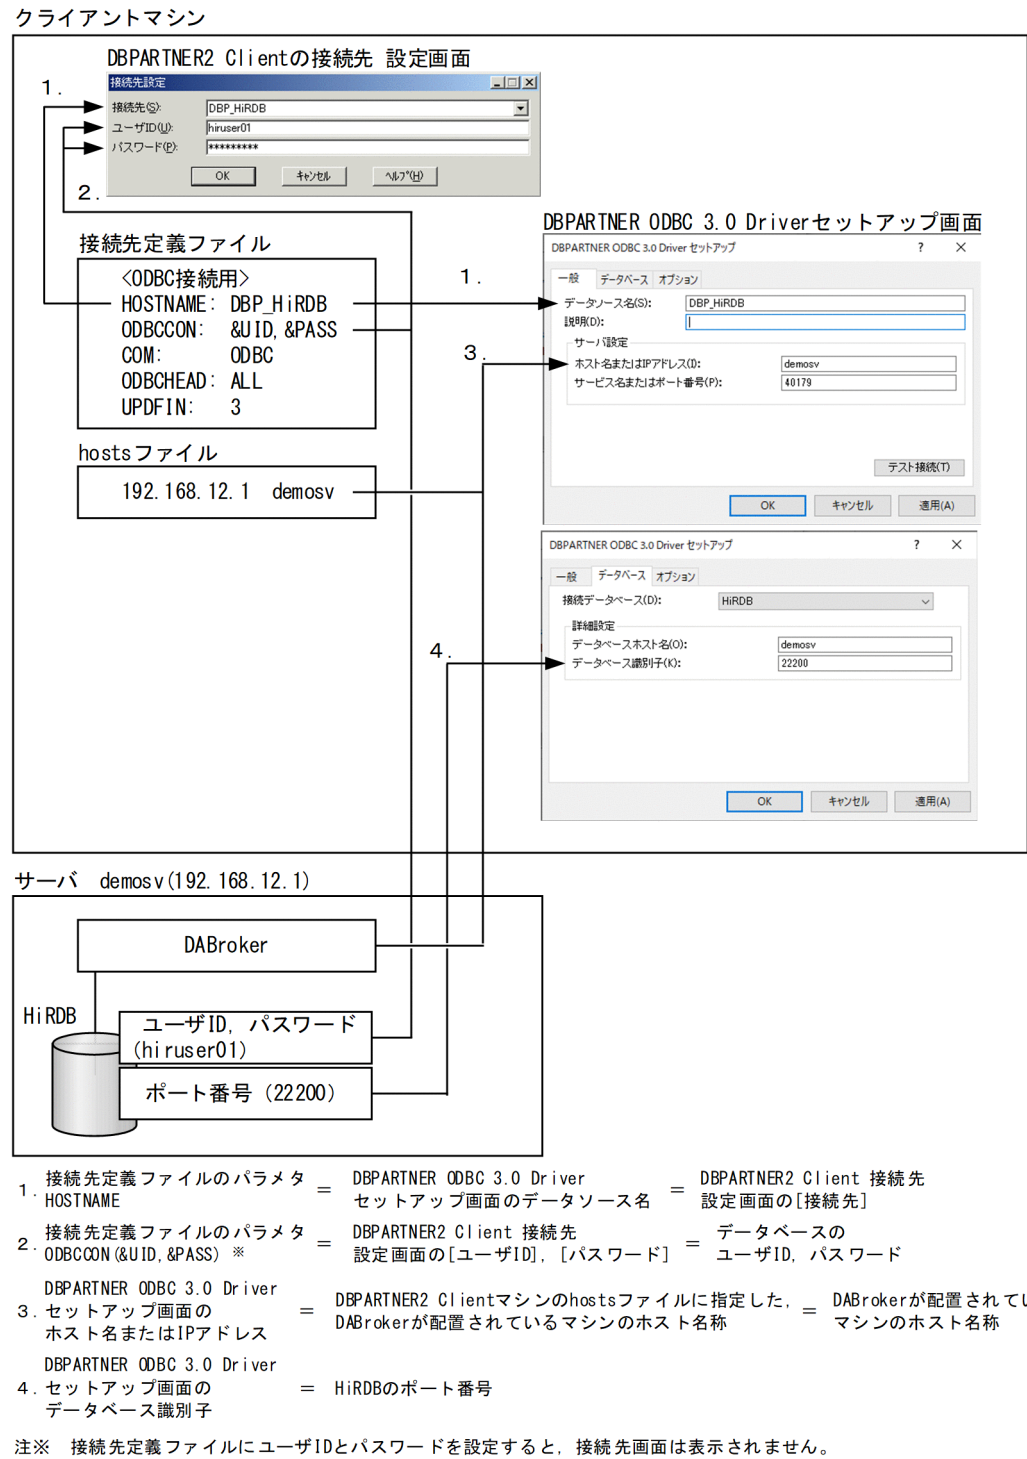 クライアントマシン
DBPARTNER2 Clientの接続先 設定画面
1.
接続先設定
接続先(S): DBP_HiRDB
ユーザID(U): hiruser01
パスワード(P): *********
OK キャンセル ヘルプ(H)
2.
DBPARTNER ODBC 3.0 Driverセットアップ画面
接続先定義ファイル
<ODBC接続用>
HOSTNAME: DBP_HiRDB
ODBCCON: &UID,&PASS
COM: ODBC
ODBCHEAD: ALL
UPDFIN: 3
hostsファイル
192.168.12.1 demosv
1.
3.
DBPARTNER ODBC 3.0 Driver セットアップ ? ×
一般 データベース オプション
データソース名(S): DBP_HiRDB
説明(D):
サーバ設定
ホスト名またはIPアドレス(I): demosv
サービス名またはポート番号(P): 40179
テスト接続(T)
OK キャンセル 適用(A)
DBPARTNER ODBC 3.0 Driver セットアップ ? ×
一般 データベース オプション
接続データベース(D): HiRDB
詳細設定
4.
データベースホスト名(O): demosv
データベース識別子(K): 22200
OK キャンセル 適用(A)
サーバ demosv(192.168.12.1)
DABroker
HiRDB
ユーザID, パスワード
(hiruser01)
ポート番号 (22200)
1. 接続先定義ファイルのパラメタ HOSTNAME = DBPARTNER ODBC 3.0 Driver セットアップ画面のデータソース名 = DBPARTNER2 Client 接続先 設定画面の[接続先]
2. 接続先定義ファイルのパラメタ ODBCCON(&UID,&PASS) ※ = DBPARTNER2 Client 接続先 設定画面の[ユーザID], [パスワード] = データベースの ユーザID, パスワード
3. DBPARTNER ODBC 3.0 Driver セットアップ画面の ホスト名またはIPアドレス = DBPARTNER2 Clientマシンのhostsファイルに指定した, DABrokerが配置されているマシンのホスト名称 = DABrokerが配置されてい マシンのホスト名称
4. DBPARTNER ODBC 3.0 Driver セットアップ画面の データベース識別子 = HiRDBのポート番号
注※ 接続先定義ファイルにユーザIDとパスワードを設定すると, 接続先画面は表示されません。